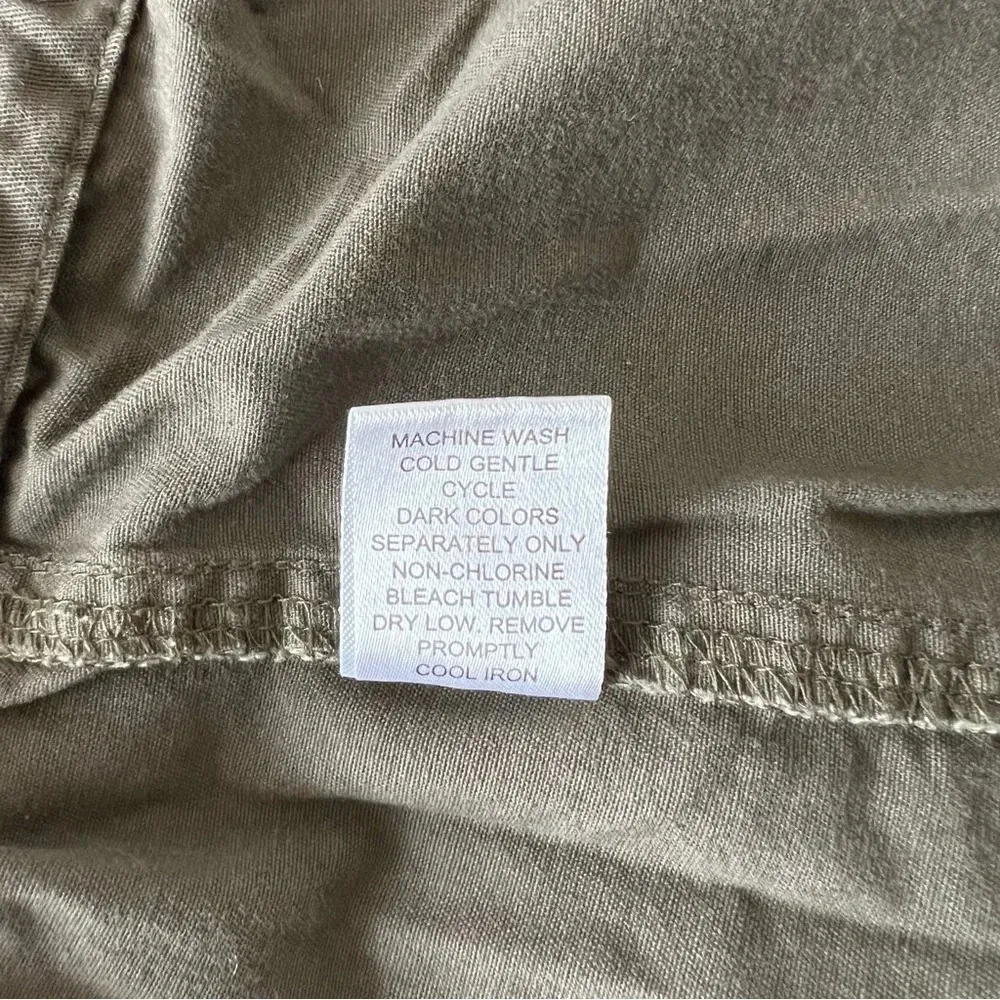 MACHINE WASH
COLD GENTLE
CYCLE
DARK COLORS
SEPARATELY ONLY
NON-CHLORINE
BLEACH TUMBLE
DRY LOW. REMOVE
PROMPTLY
COOL IRON